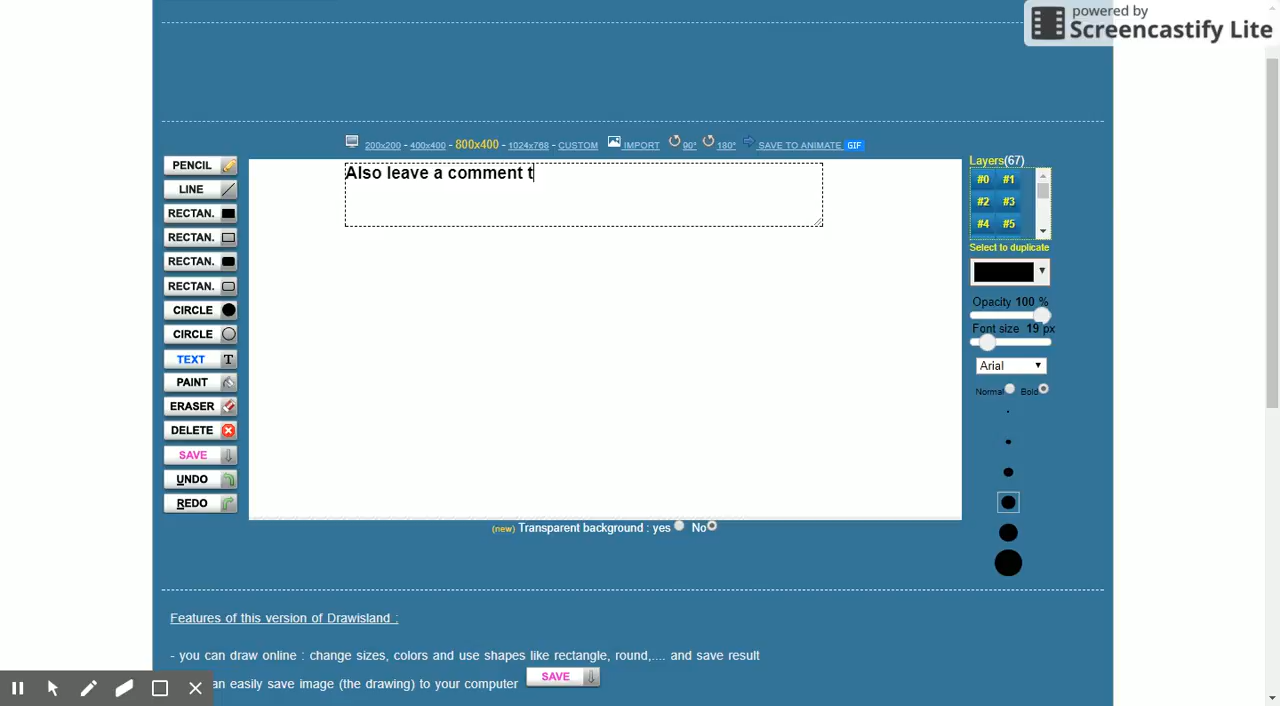 powered by
Screencastify Lite
200x200 - 400x400 - 800x400 - 1024x768 - CUSTOM IMPORT 90° 180° SAVE TO ANIMATE GIF
PENCIL
LINE
RECTAN.
RECTAN.
RECTAN.
RECTAN.
CIRCLE
CIRCLE
TEXT T
PAINT
ERASER
DELETE
SAVE
UNDO
REDO
Also leave a comment t
Layers(67)
#0 #1
#2 #3
#4 #5
Select to duplicate
Opacity 100 %
Font size 19 px
Arial
Normal Bold
(new) Transparent background : yes No
Features of this version of Drawisland :
- you can draw online : change sizes, colors and use shapes like rectangle, round,.... and save result
an easily save image (the drawing) to your computer SAVE